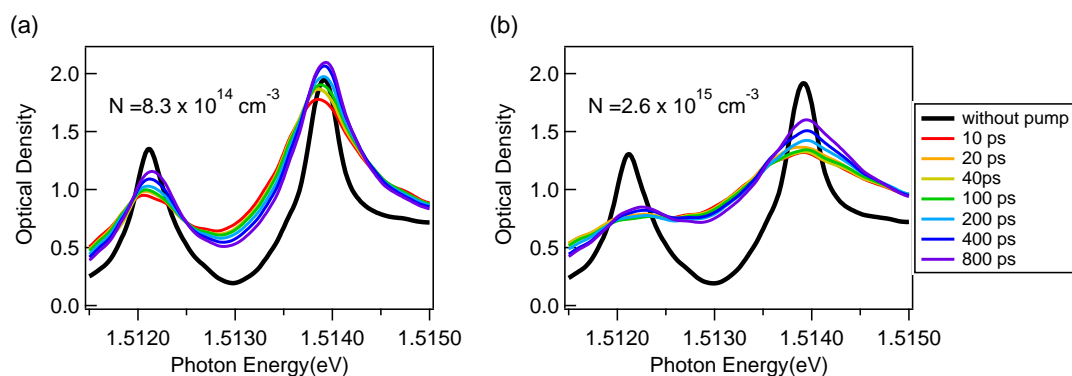 (a)
Optical Density
2.0
1.5
1.0
0.5
0.0
N =8.3 x 10^14 cm-3
1.5120
1.5130
1.5140
1.5150
Photon Energy(eV)
(b)
Optical Density
2.0
1.5
1.0
0.5
0.0
N =2.6 x 10^15 cm-3
1.5120
1.5130
1.5140
1.5150
Photon Energy(eV)
without pump
10 ps
20 ps
40ps
100 ps
200 ps
400 ps
800 ps